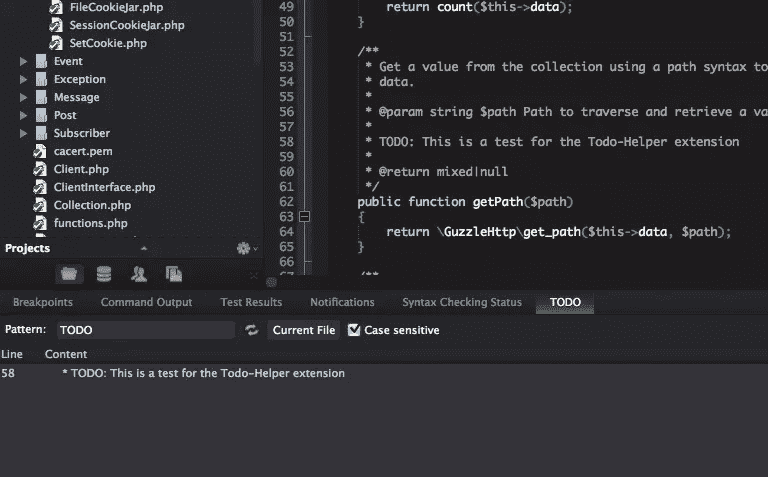 FileCookieJar.php
SessionCookieJar.php
SetCookie.php
Event
Exception
Message
Post
Subscriber
cacert.pem
Client.php
ClientInterface.php
Collection.php
functions.php
Projects
49 return count($this->data);
50 }
51
52 /**
53 * Get a value from the collection using a path syntax to
54 * data.
55 *
56 * @param string $path Path to traverse and retrieve a va
57 *
58 * TODO: This is a test for the Todo-Helper extension
59 *
60 * @return mixed|null
61 */
62 public function getPath($path)
63 {
64 return \GuzzleHttp\get_path($this->data, $path);
65 }
66
67 /**
Breakpoints Command Output Test Results Notifications Syntax Checking Status TODO
Pattern: TODO Current File Case sensitive
Line Content
58 * TODO: This is a test for the Todo-Helper extension